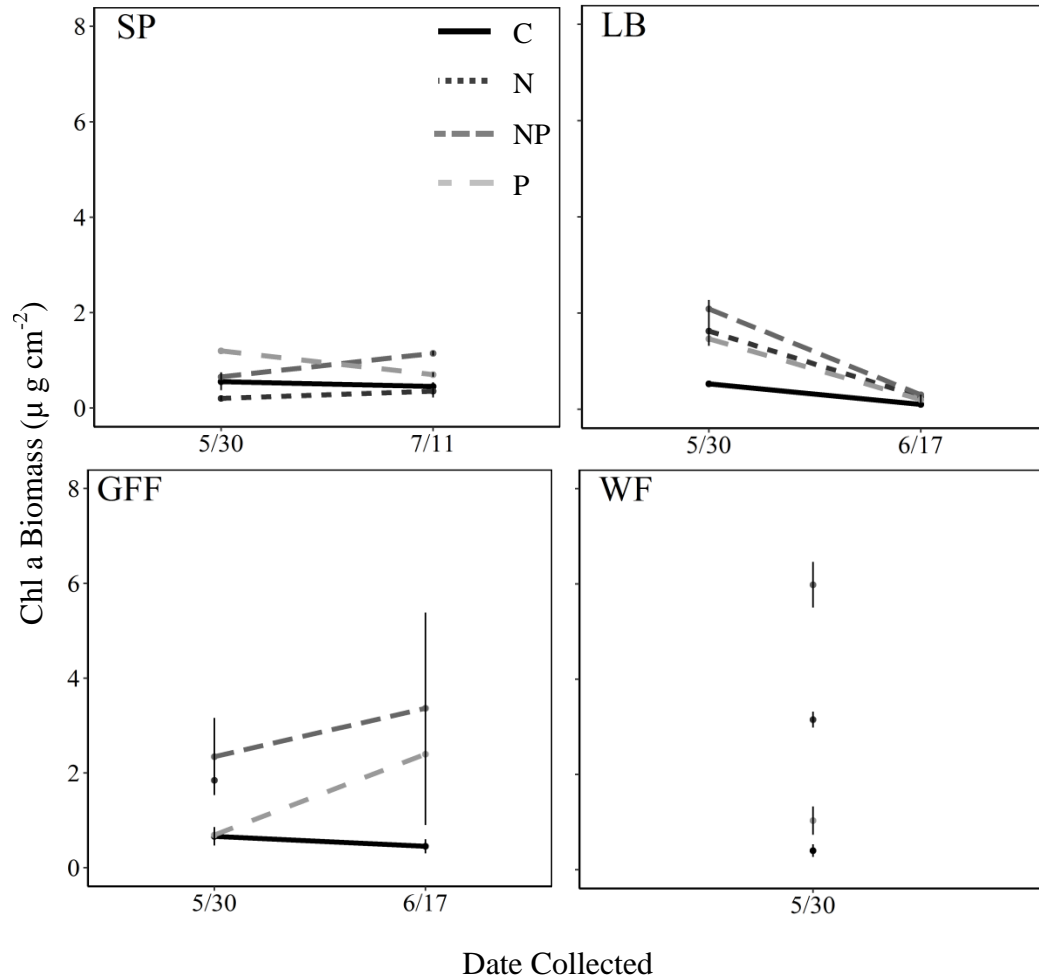 Chl a Biomass (μ g cm-2)
SP
C
N
NP
P
8
6
4
2
0
5/30
7/11
LB
5/30
6/17
GFF
8
6
4
2
0
5/30
6/17
WF
5/30
Date Collected